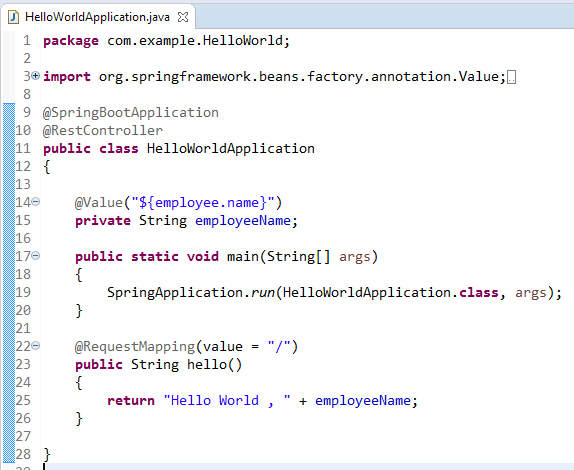 HelloWorldApplication.java
1 package com.example.HelloWorld;
2
3 import org.springframework.beans.factory.annotation.Value;
8
9 @SpringBootApplication
10 @RestController
11 public class HelloWorldApplication
12 {
13
14     @Value("${employee.name}")
15     private String employeeName;
16
17     public static void main(String[] args)
18     {
19         SpringApplication.run(HelloWorldApplication.class, args);
20     }
21
22     @RequestMapping(value = "/")
23     public String hello()
24     {
25         return "Hello World , " + employeeName;
26     }
27
28 }